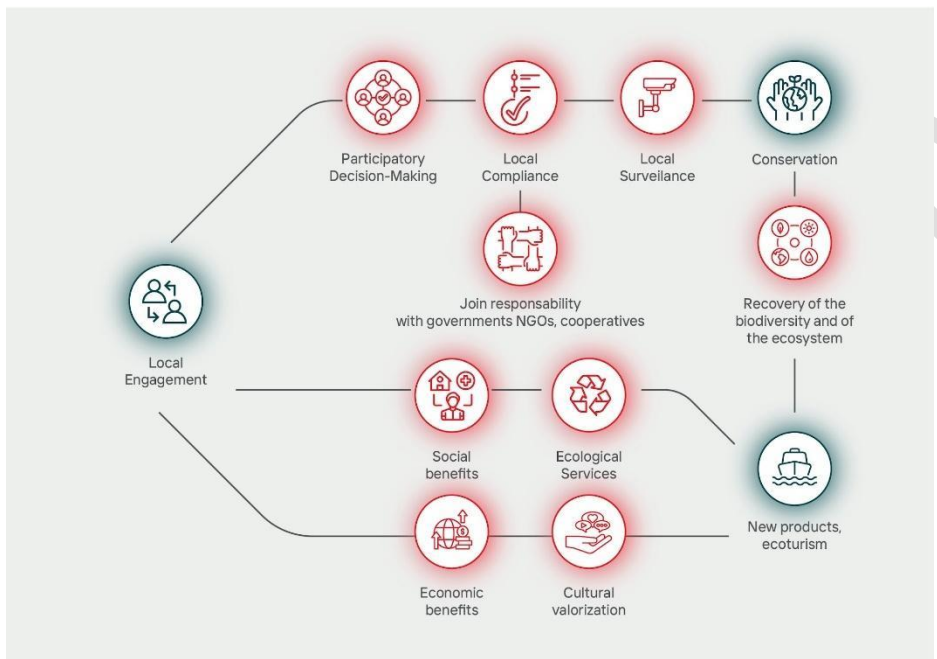 Participatory
Decision-Making
Local
Compliance
Local
Surveilance
Conservation
Join responsability
with governments NGOs, cooperatives
Recovery of the
biodiversity and of
the ecosystem
Local
Engagement
Social
benefits
Ecological
Services
New products,
ecoturism
Economic
benefits
Cultural
valorization